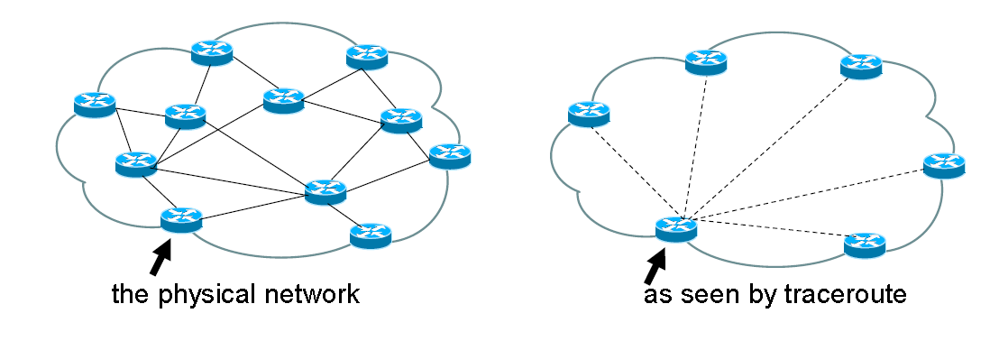 the physical network
as seen by traceroute